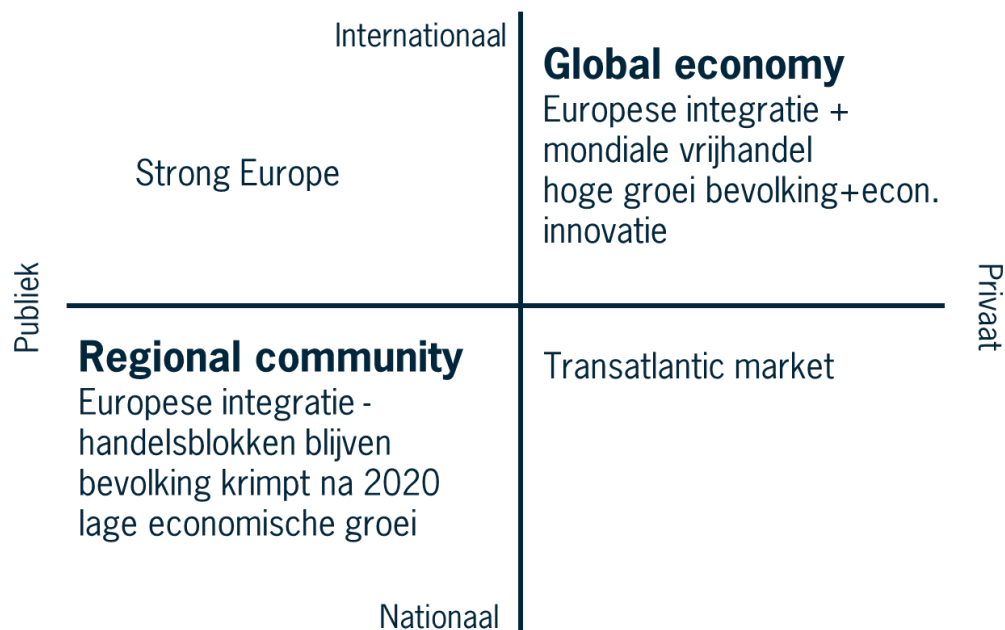 Internationaal
Global economy
Europese integratie +
mondiale vrijhandel
hoge groei bevolking+econ.
innovatie
Strong Europe
Publiek
Privaat
Regional community
Europese integratie -
handelsblokken blijven
bevolking krimpt na 2020
lage economische groei
Transatlantic market
Nationaal